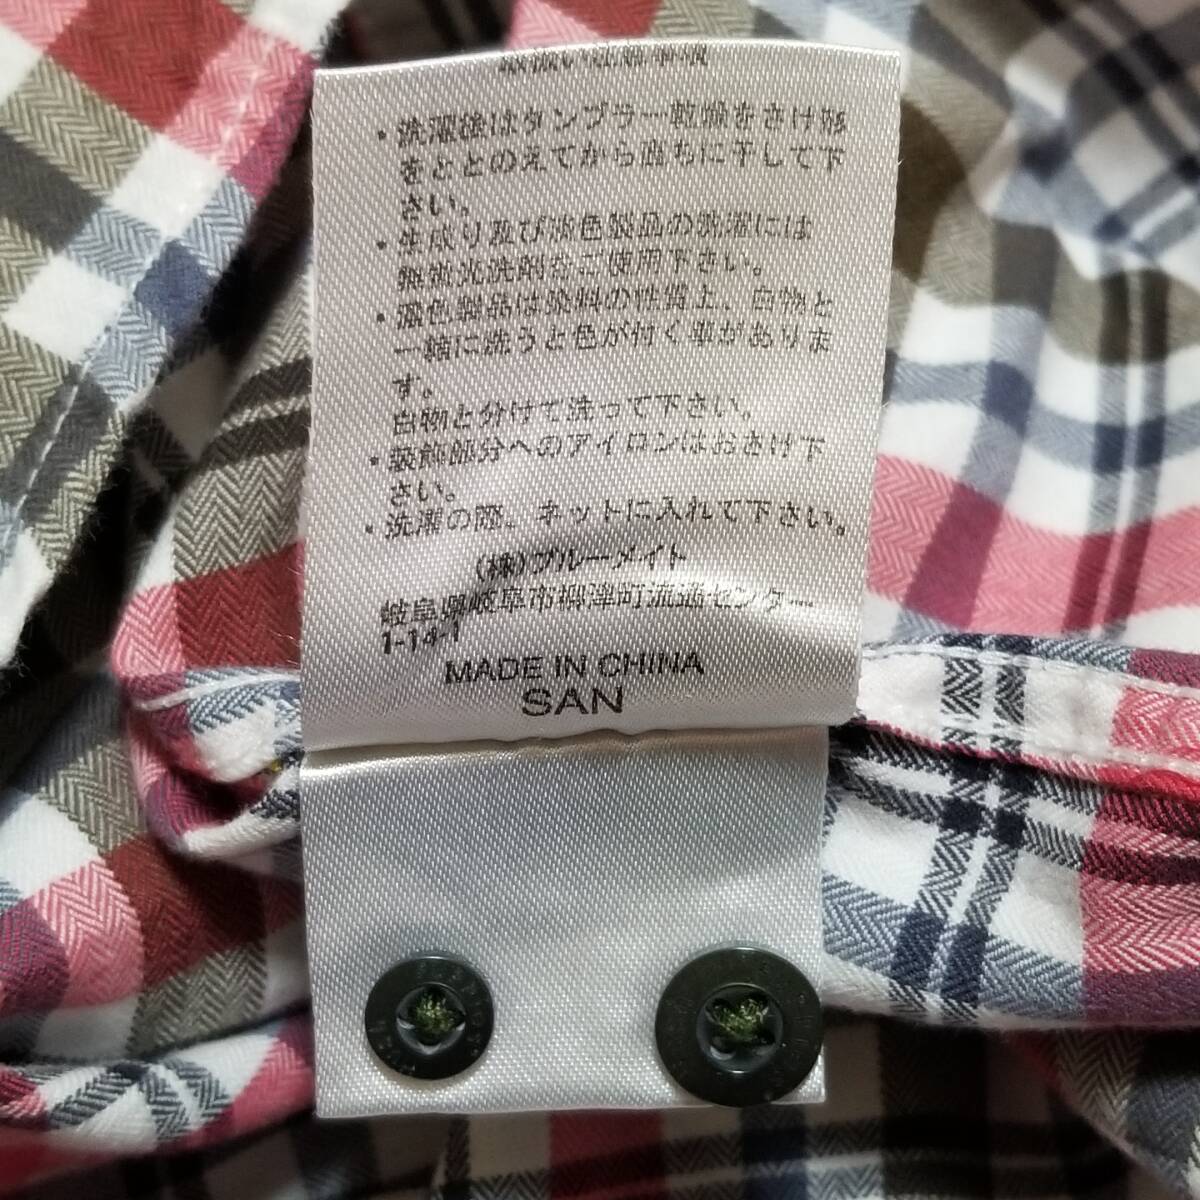 取扱い注意事項
・洗濯後はタンブラー乾燥をさけ形
をととのえてから直ちに干して下
さい。
・生成り及び淡色製品の洗濯には
無蛍光洗剤をご使用下さい。
・濃色製品は染料の性質上、白物と
一緒に洗うと色が付く事がありま
す。
白物と分けて洗って下さい。
・装飾部分へのアイロンはおさけ下
さい。
・洗濯の際、ネットに入れて下さい。
(株)ブルーメイト
岐阜県岐阜市柳津町流通センター
1-14-1
MADE IN CHINA
SAN